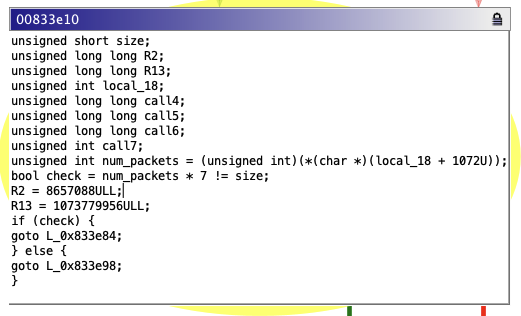 00833e10
unsigned short size;
unsigned long long R2;
unsigned long long R13;
unsigned int local_18;
unsigned long long call4;
unsigned long long call5;
unsigned long long call6;
unsigned int call7;
unsigned int num_packets = (unsigned int)(*(char *)(local_18 + 1072U));
bool check = num_packets * 7 != size;
R2 = 8657088ULL;
R13 = 1073779956ULL;
if (check) {
goto L_0x833e84;
} else {
goto L_0x833e98;
}